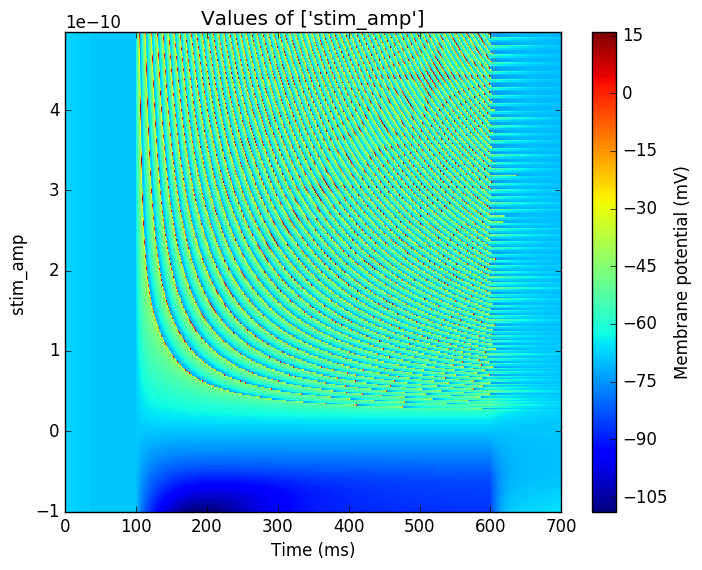 Values of ['stim_amp']
1e−10
4
3
2
1
0
−1
stim_amp
0 100 200 300 400 500 600 700
Time (ms)
15
0
−15
−30
−45
−60
−75
−90
−105
Membrane potential (mV)